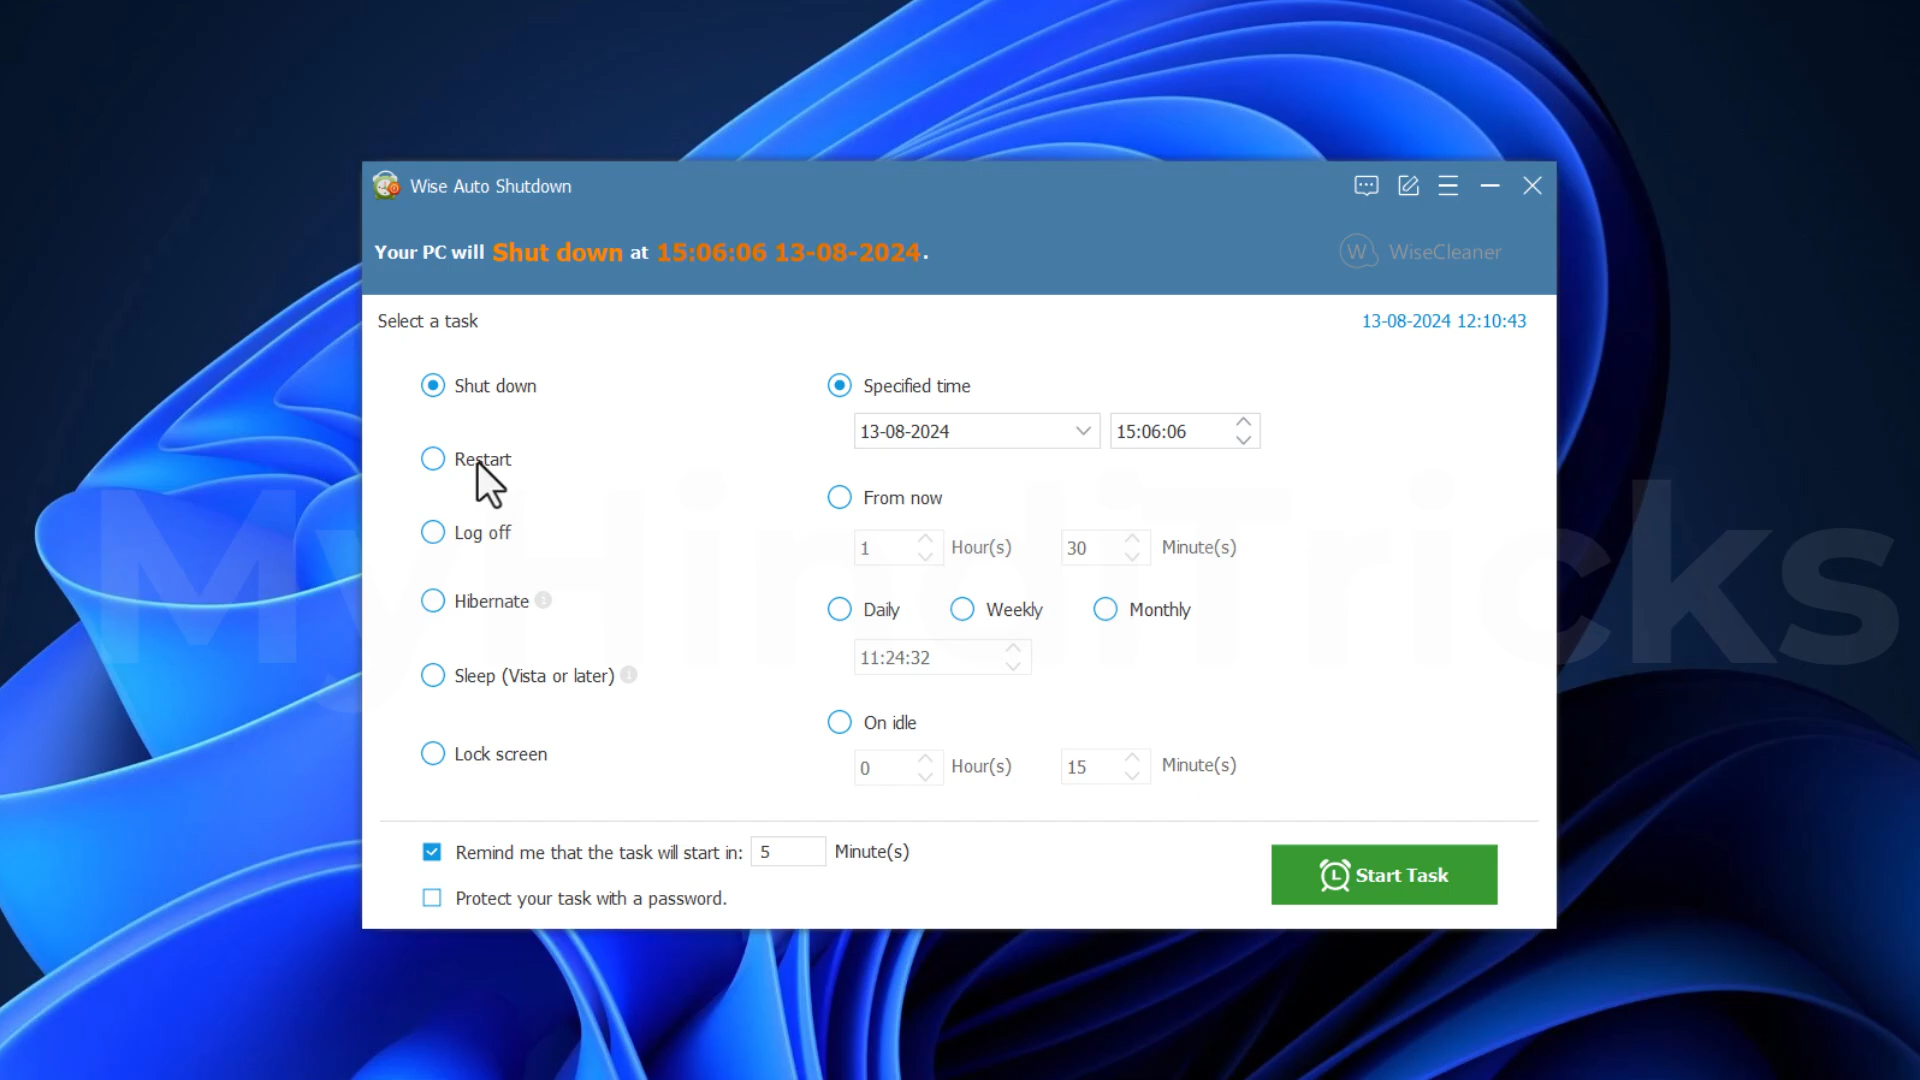 Wise Auto Shutdown
Your PC will Shut down at 15:06:06 13-08-2024.
WiseCleaner
Select a task
13-08-2024 12:10:43
Shut down
Restart
Log off
Hibernate
Sleep (Vista or later)
Lock screen
Specified time
13-08-2024 15:06:06
From now
1 Hour(s) 30 Minute(s)
Daily Weekly Monthly
11:24:32
On idle
0 Hour(s) 15 Minute(s)
Remind me that the task will start in: 5 Minute(s)
Protect your task with a password.
Start Task
MyHindiTricks